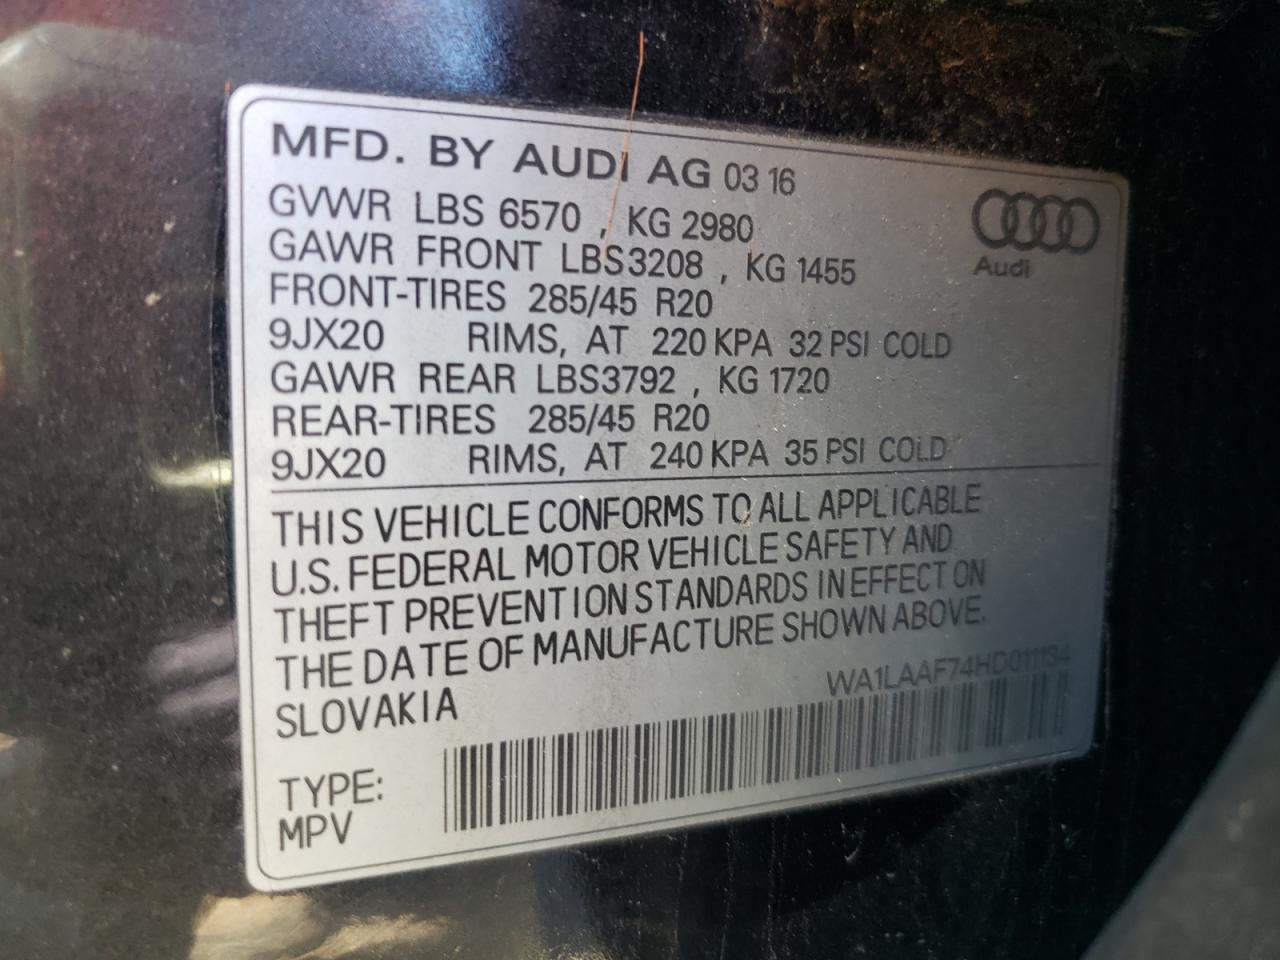 MFD. BY AUDI AG 03 16
GVWR LBS 6570 , KG 2980
GAWR FRONT LBS3208 , KG 1455
FRONT-TIRES 285/45 R20
9JX20 RIMS, AT 220 KPA 32 PSI COLD
GAWR REAR LBS3792 , KG 1720
REAR-TIRES 285/45 R20
9JX20 RIMS, AT 240 KPA 35 PSI COLD
Audi
THIS VEHICLE CONFORMS TO ALL APPLICABLE
U.S. FEDERAL MOTOR VEHICLE SAFETY AND
THEFT PREVENTION STANDARDS IN EFFECT ON
THE DATE OF MANUFACTURE SHOWN ABOVE.
SLOVAKIA
WA1LAAF74HD011134
TYPE:
MPV